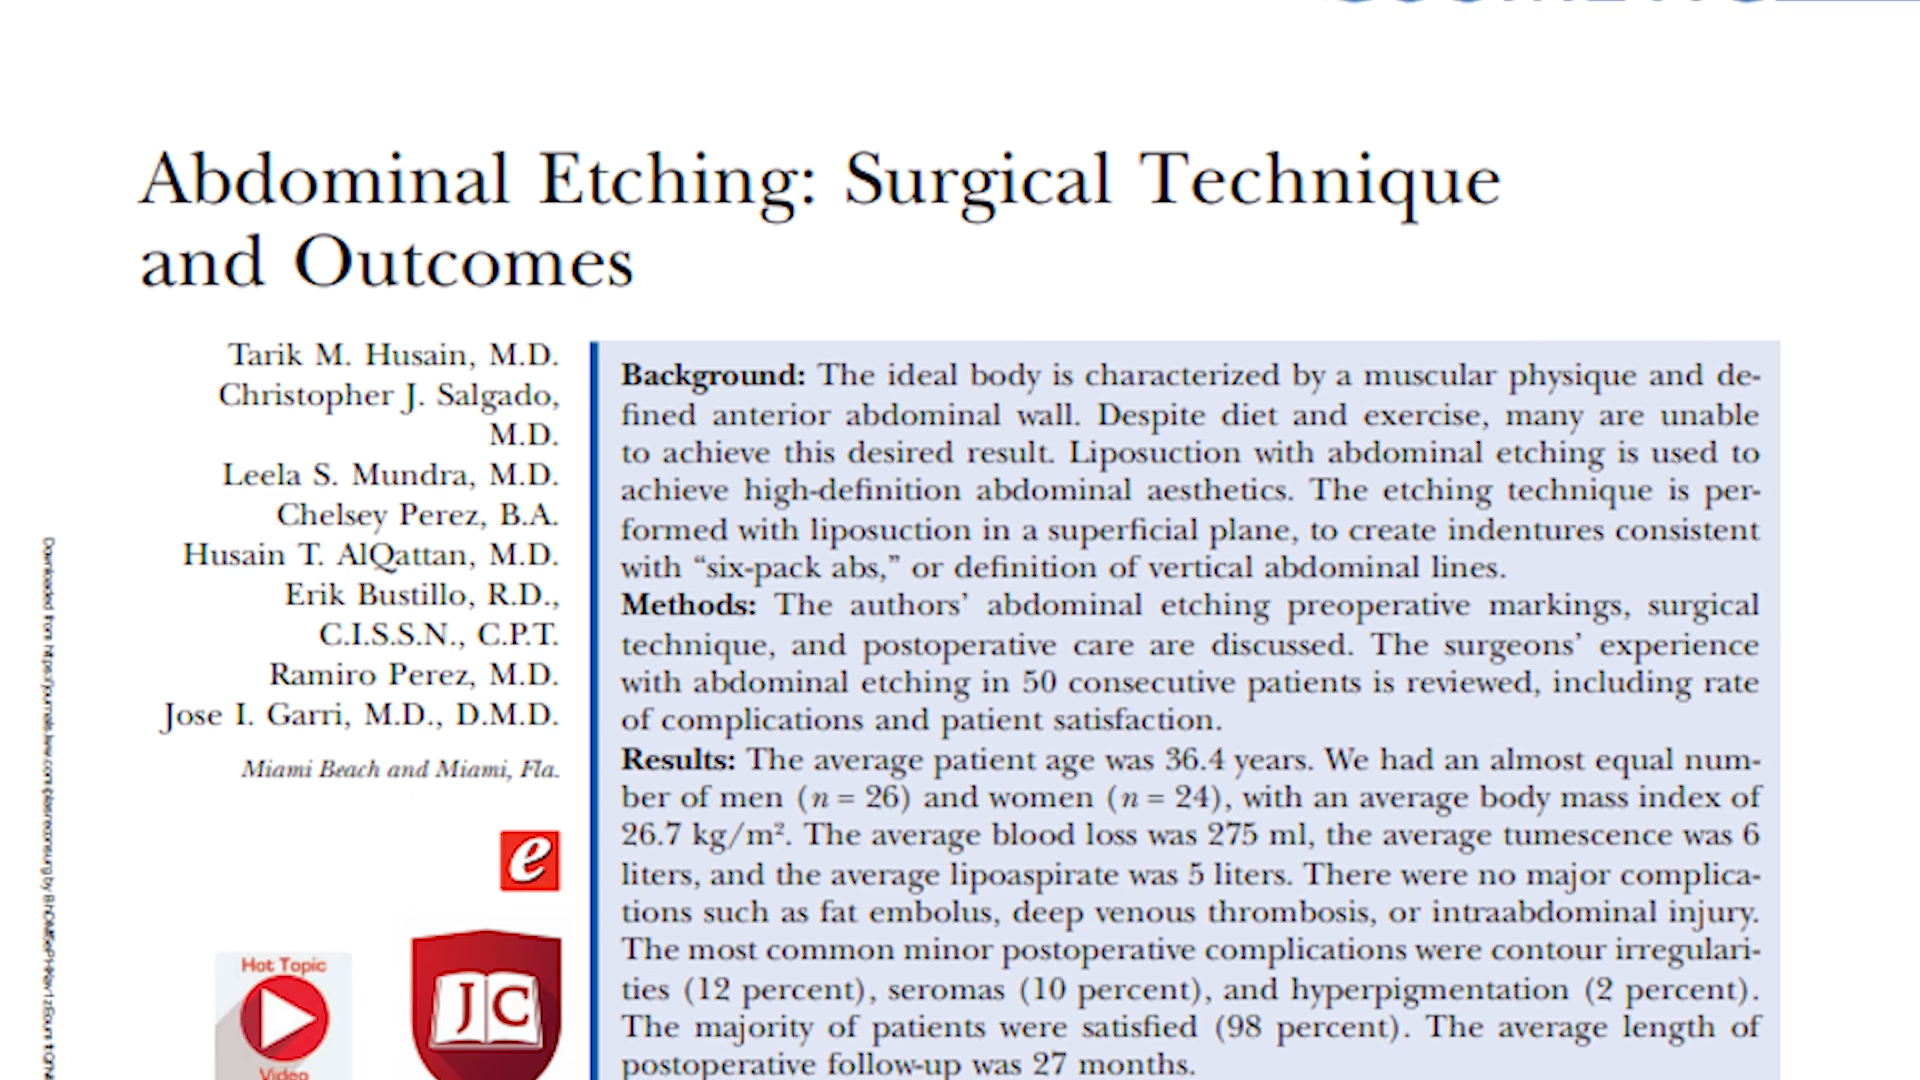 Abdominal Etching: Surgical Technique
and Outcomes
Tarik M. Husain, M.D.
Christopher J. Salgado,
M.D.
Leela S. Mundra, M.D.
Chelsey Perez, B.A.
Husain T. AlQattan, M.D.
Erik Bustillo, R.D.,
C.I.S.S.N., C.P.T.
Ramiro Perez, M.D.
Jose I. Garri, M.D., D.M.D.
Miami Beach and Miami, Fla.
e
Hot Topic
Video
JC
Background: The ideal body is characterized by a muscular physique and de-
fined anterior abdominal wall. Despite diet and exercise, many are unable
to achieve this desired result. Liposuction with abdominal etching is used to
achieve high-definition abdominal aesthetics. The etching technique is per-
formed with liposuction in a superficial plane, to create indentures consistent
with “six-pack abs,” or definition of vertical abdominal lines.
Methods: The authors’ abdominal etching preoperative markings, surgical
technique, and postoperative care are discussed. The surgeons’ experience
with abdominal etching in 50 consecutive patients is reviewed, including rate
of complications and patient satisfaction.
Results: The average patient age was 36.4 years. We had an almost equal num-
ber of men (n = 26) and women (n = 24), with an average body mass index of
26.7 kg/m². The average blood loss was 275 ml, the average tumescence was 6
liters, and the average lipoaspirate was 5 liters. There were no major complica-
tions such as fat embolus, deep venous thrombosis, or intraabdominal injury.
The most common minor postoperative complications were contour irregulari-
ties (12 percent), seromas (10 percent), and hyperpigmentation (2 percent).
The majority of patients were satisfied (98 percent). The average length of
postoperative follow-up was 27 months.
Downloaded from